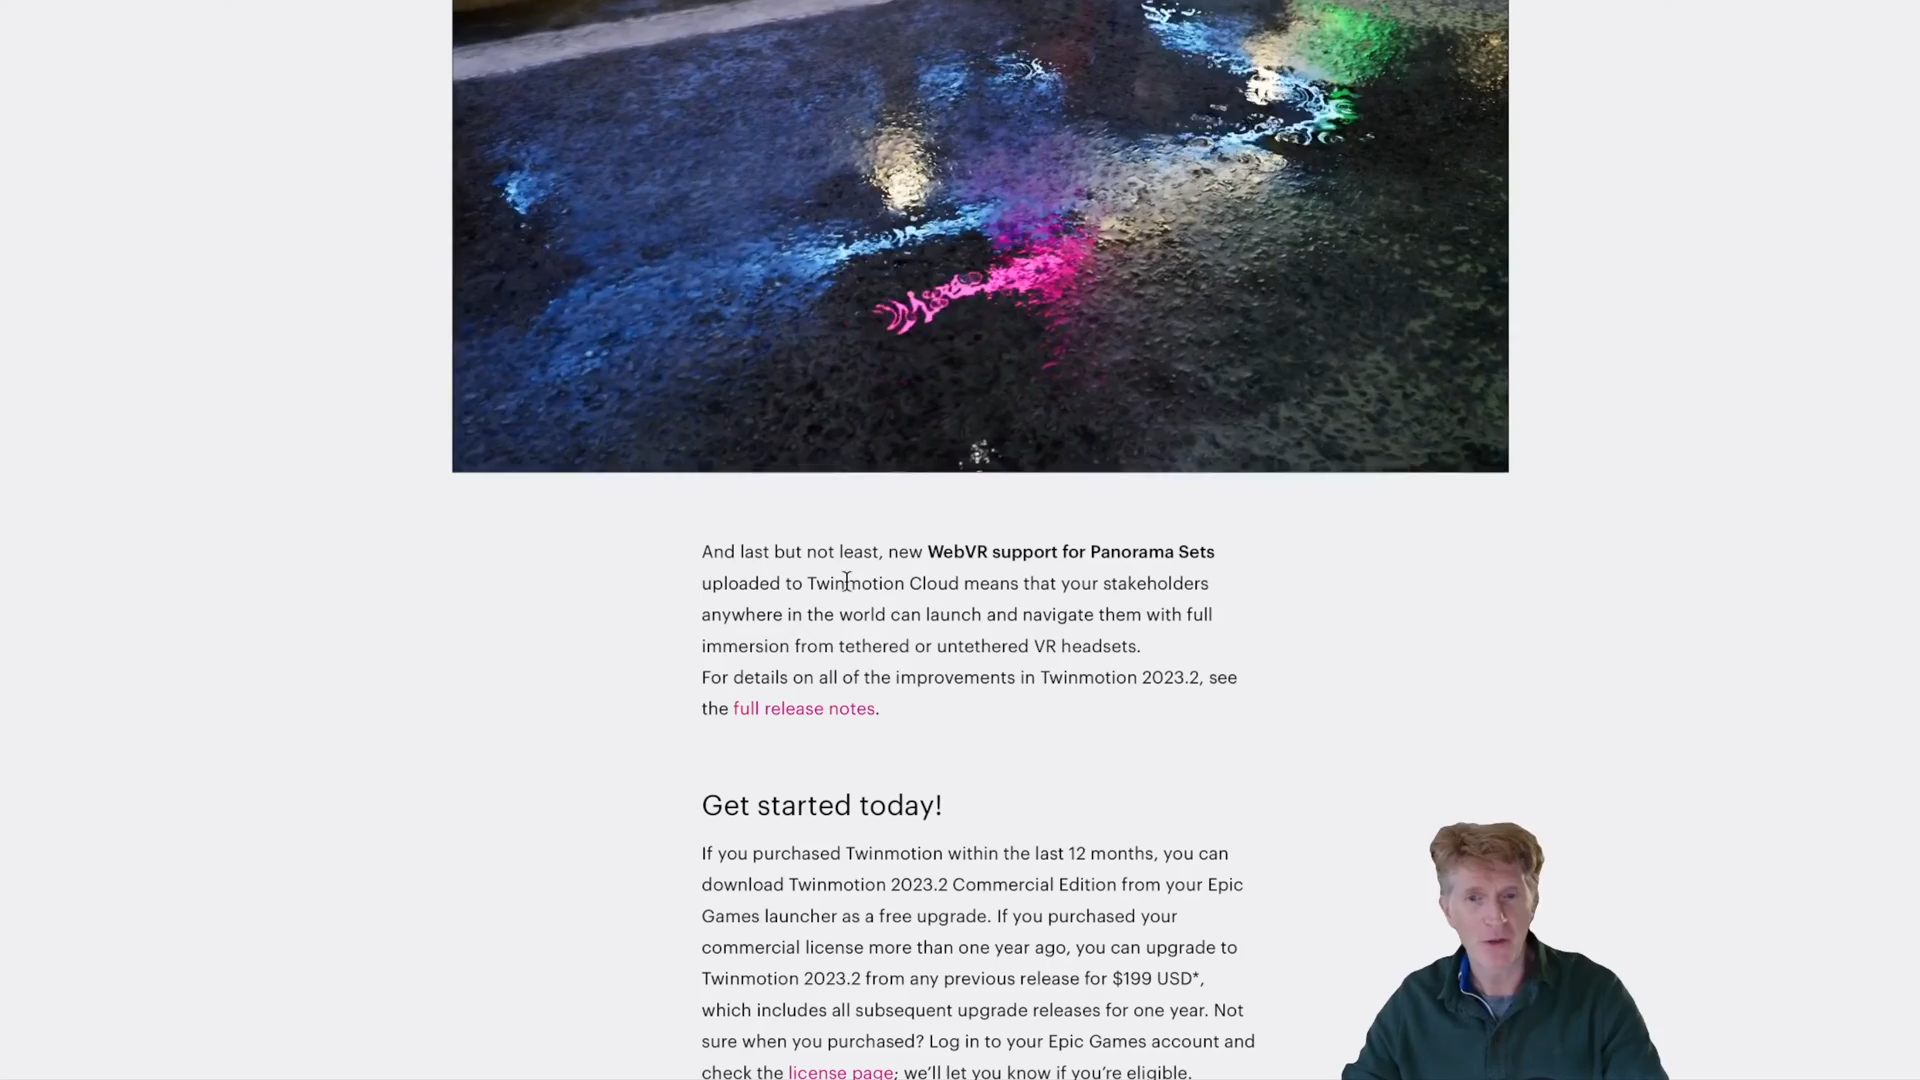 And last but not least, new WebVR support for Panorama Sets
uploaded to Twinmotion Cloud means that your stakeholders
anywhere in the world can launch and navigate them with full
immersion from tethered or untethered VR headsets.
For details on all of the improvements in Twinmotion 2023.2, see
the full release notes.
Get started today!
If you purchased Twinmotion within the last 12 months, you can
download Twinmotion 2023.2 Commercial Edition from your Epic
Games launcher as a free upgrade. If you purchased your
commercial license more than one year ago, you can upgrade to
Twinmotion 2023.2 from any previous release for $199 USD*,
which includes all subsequent upgrade releases for one year. Not
sure when you purchased? Log in to your Epic Games account and
check the license page; we’ll let you know if you’re eligible.